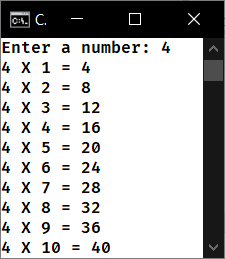 C.
Enter a number: 4
4 X 1 = 4
4 X 2 = 8
4 X 3 = 12
4 X 4 = 16
4 X 5 = 20
4 X 6 = 24
4 X 7 = 28
4 X 8 = 32
4 X 9 = 36
4 X 10 = 40